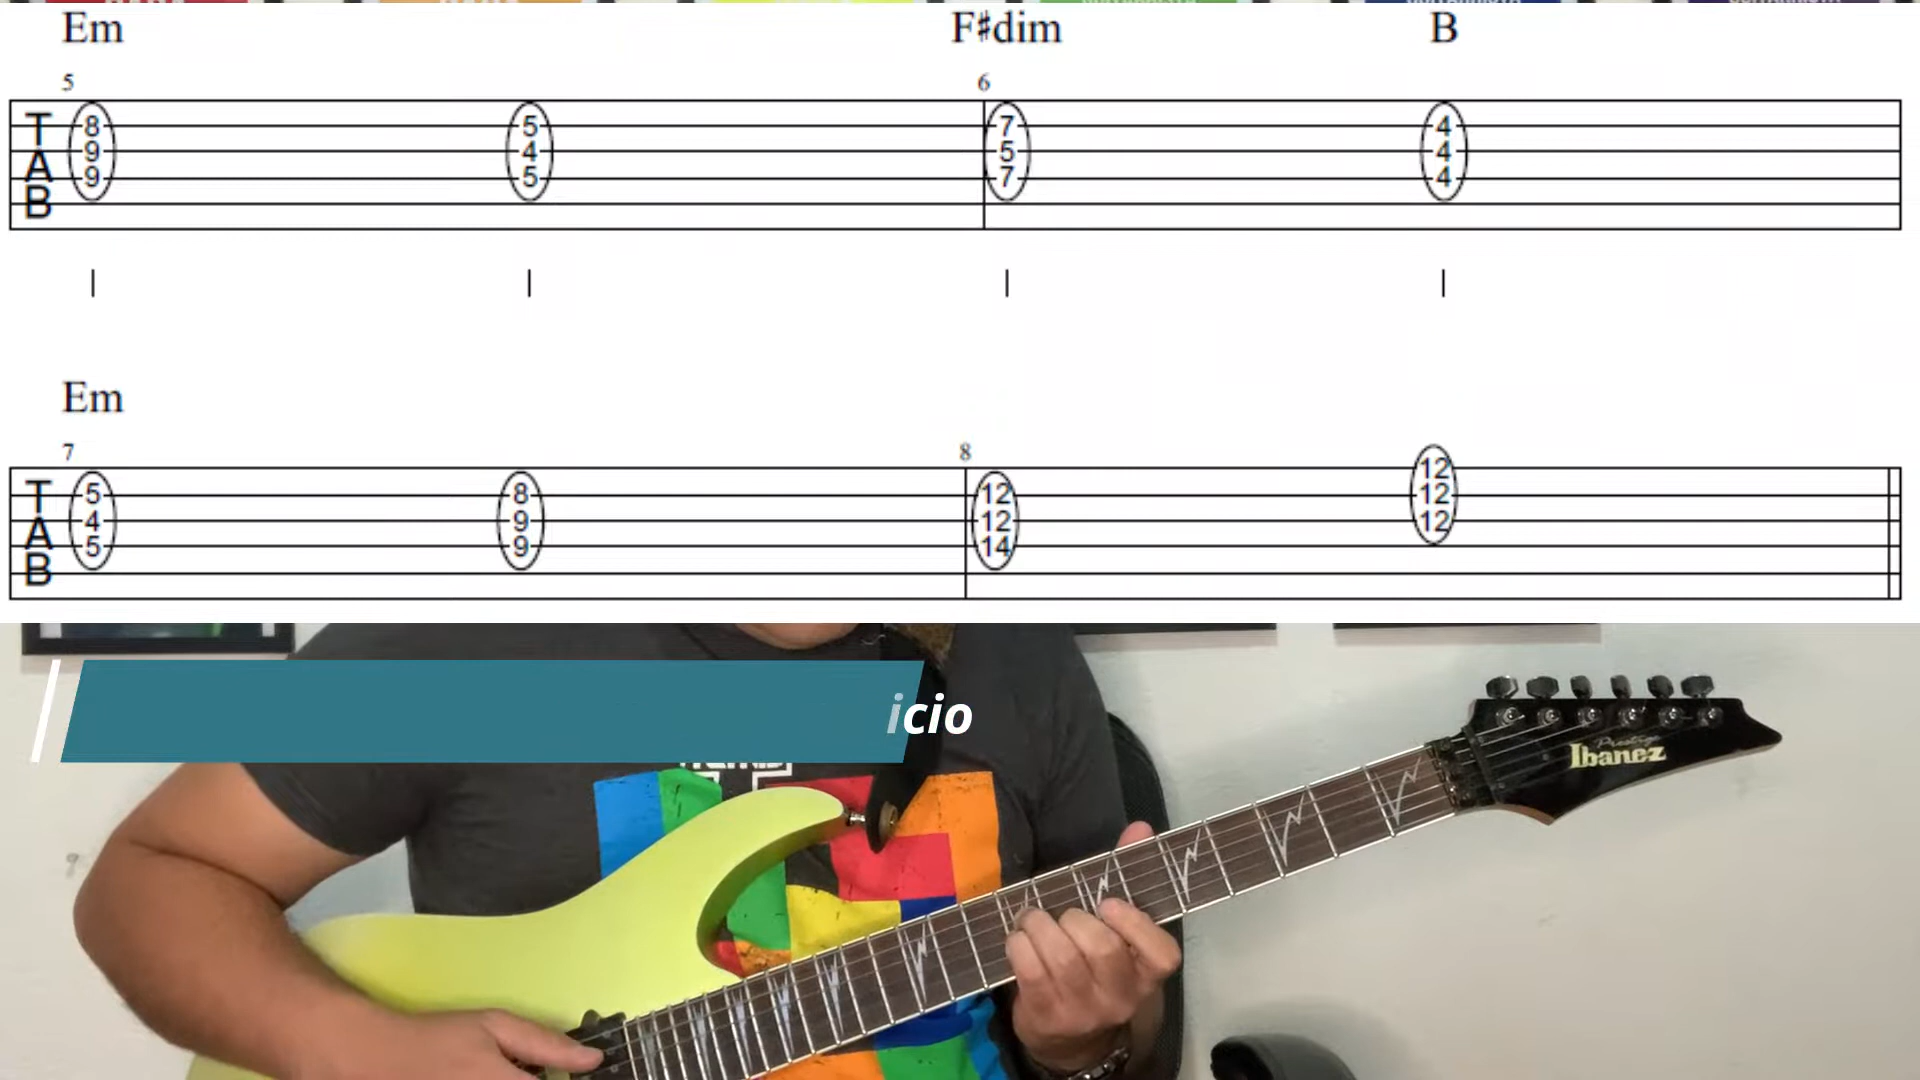 Em F♯dim B
5 6
T
A
B
8 5 7 4
9 4 5 4
9 5 7 4
Em
7 8
12
T
A
B
5 8 12 12
4 9 12 12
5 9 14
icio
Prestige
Ibanez